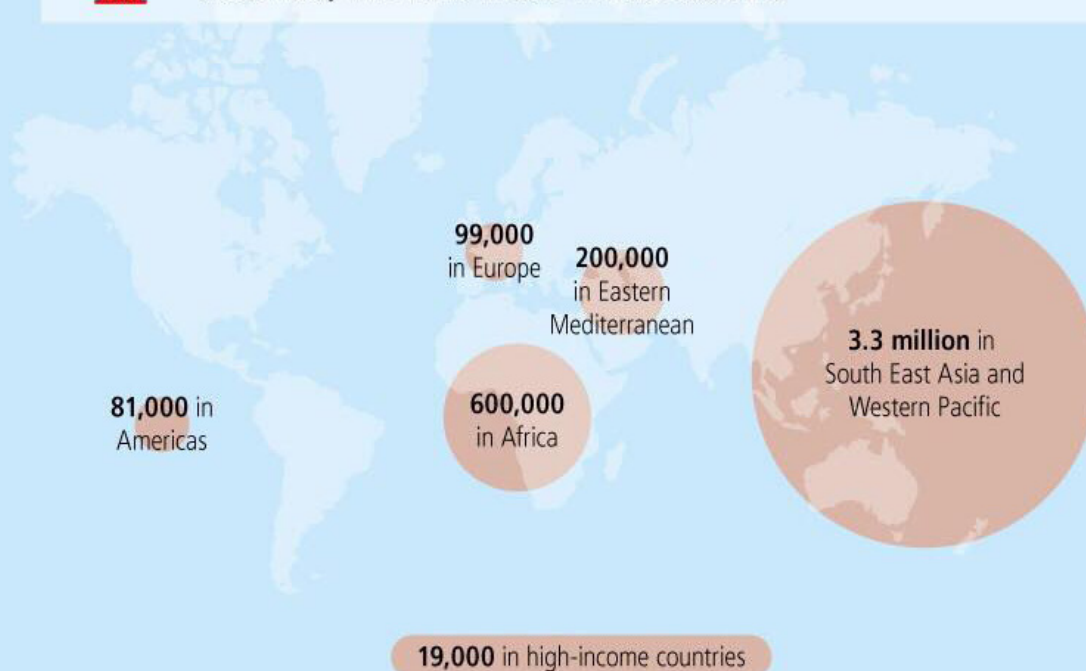 99,000
in Europe
200,000
in Eastern
Mediterranean
3.3 million in
South East Asia and
Western Pacific
81,000 in
Americas
600,000
in Africa
19,000 in high-income countries